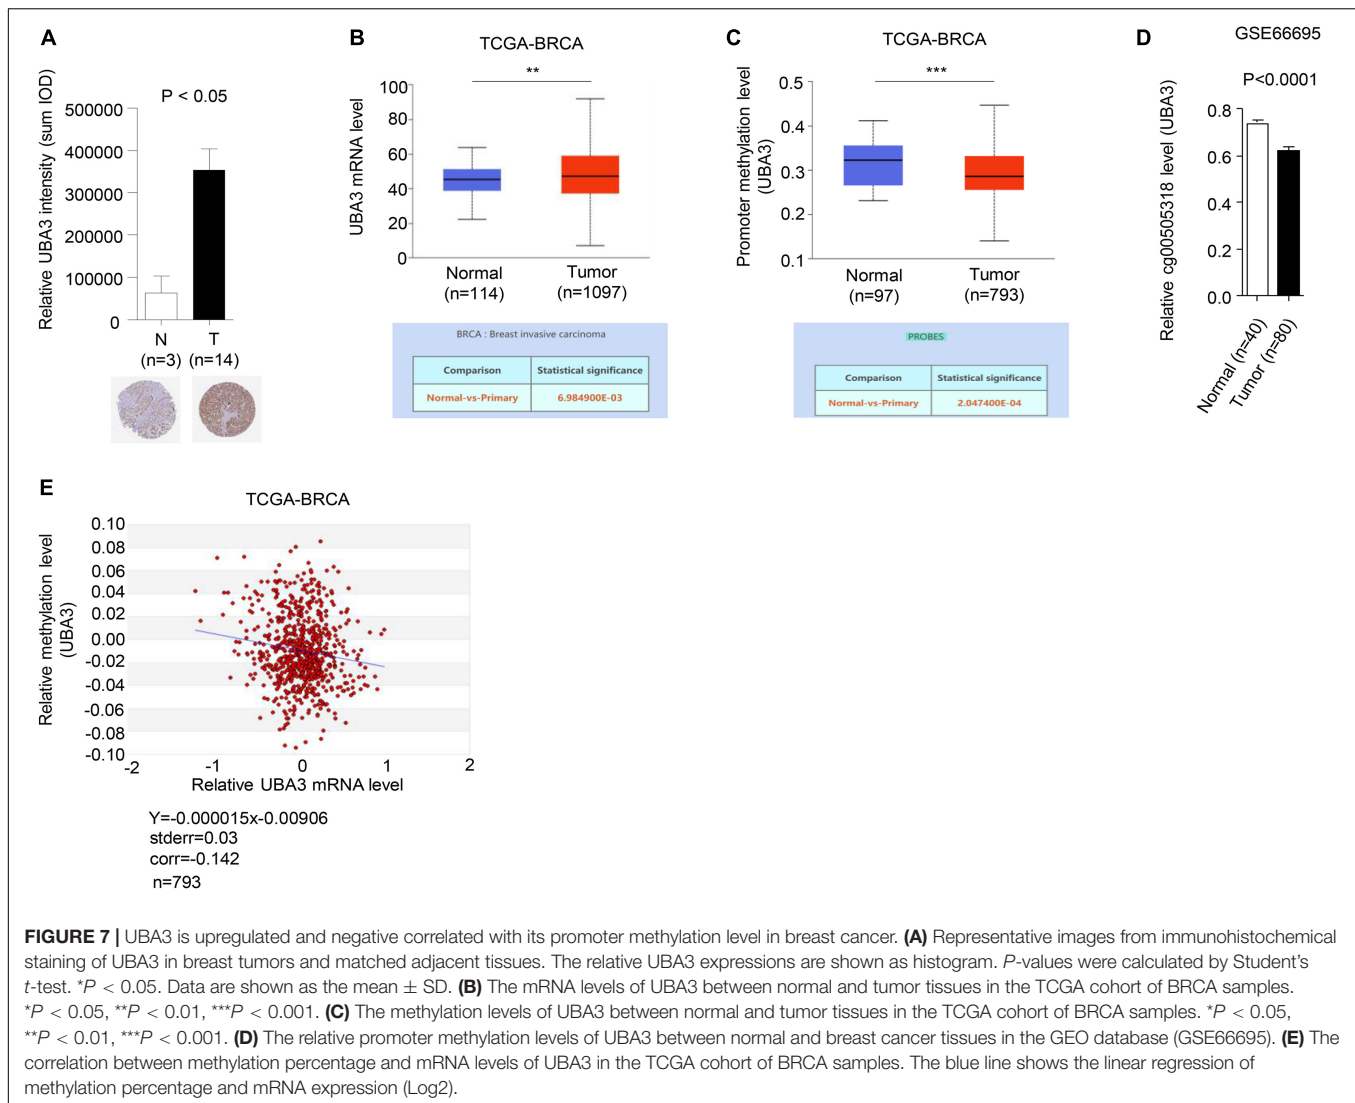 A
P < 0.05
Relative UBA3 intensity (sum IOD)
500000
400000
300000
200000
100000
0
N
T
(n=3)
(n=14)
B
TCGA-BRCA
**
UBA3 mRNA level
100
80
60
40
20
0
Normal
(n=114)
Tumor
(n=1097)
BRCA : Breast invasive carcinoma
Comparison
Statistical significance
Normal-vs-Primary
6.984900E-03
C
TCGA-BRCA
***
Promoter methylation level
(UBA3)
0.5
0.4
0.3
0.2
0.1
Normal
(n=97)
Tumor
(n=793)
PROBES
Comparison
Statistical significance
Normal-vs-Primary
2.047400E-04
D
GSE66695
P<0.0001
Relative cg00505318 level (UBA3)
0.8
0.6
0.4
0.2
0.0
Normal (n=40)
Tumor (n=80)
E
TCGA-BRCA
Relative methylation level
(UBA3)
0.10
0.08
0.06
0.04
0.02
0.00
-0.02
-0.04
-0.06
-0.08
-0.10
-2
-1
0
1
2
Relative UBA3 mRNA level
Y=-0.000015x-0.00906
stderr=0.03
corr=-0.142
n=793
FIGURE 7 | UBA3 is upregulated and negative correlated with its promoter methylation level in breast cancer. (A) Representative images from immunohistochemical
staining of UBA3 in breast tumors and matched adjacent tissues. The relative UBA3 expressions are shown as histogram. P-values were calculated by Student's
t-test. *P < 0.05. Data are shown as the mean ± SD. (B) The mRNA levels of UBA3 between normal and tumor tissues in the TCGA cohort of BRCA samples.
*P < 0.05, **P < 0.01, ***P < 0.001. (C) The methylation levels of UBA3 between normal and tumor tissues in the TCGA cohort of BRCA samples. *P < 0.05,
**P < 0.01, ***P < 0.001. (D) The relative promoter methylation levels of UBA3 between normal and breast cancer tissues in the GEO database (GSE66695). (E) The
correlation between methylation percentage and mRNA levels of UBA3 in the TCGA cohort of BRCA samples. The blue line shows the linear regression of
methylation percentage and mRNA expression (Log2).